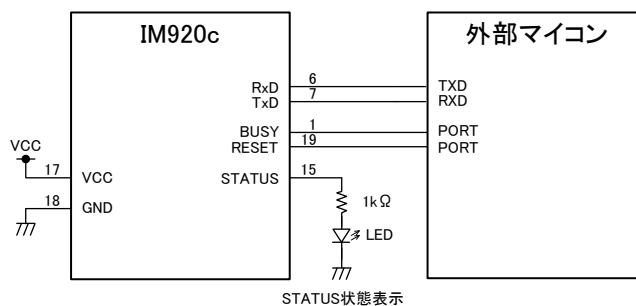 IM920c
外部マイコン
RxD 6 TXD
TxD 7 RXD
BUSY 1 PORT
RESET 19 PORT
VCC
17 VCC
STATUS 15
18 GND
1kΩ
LED
STATUS状態表示